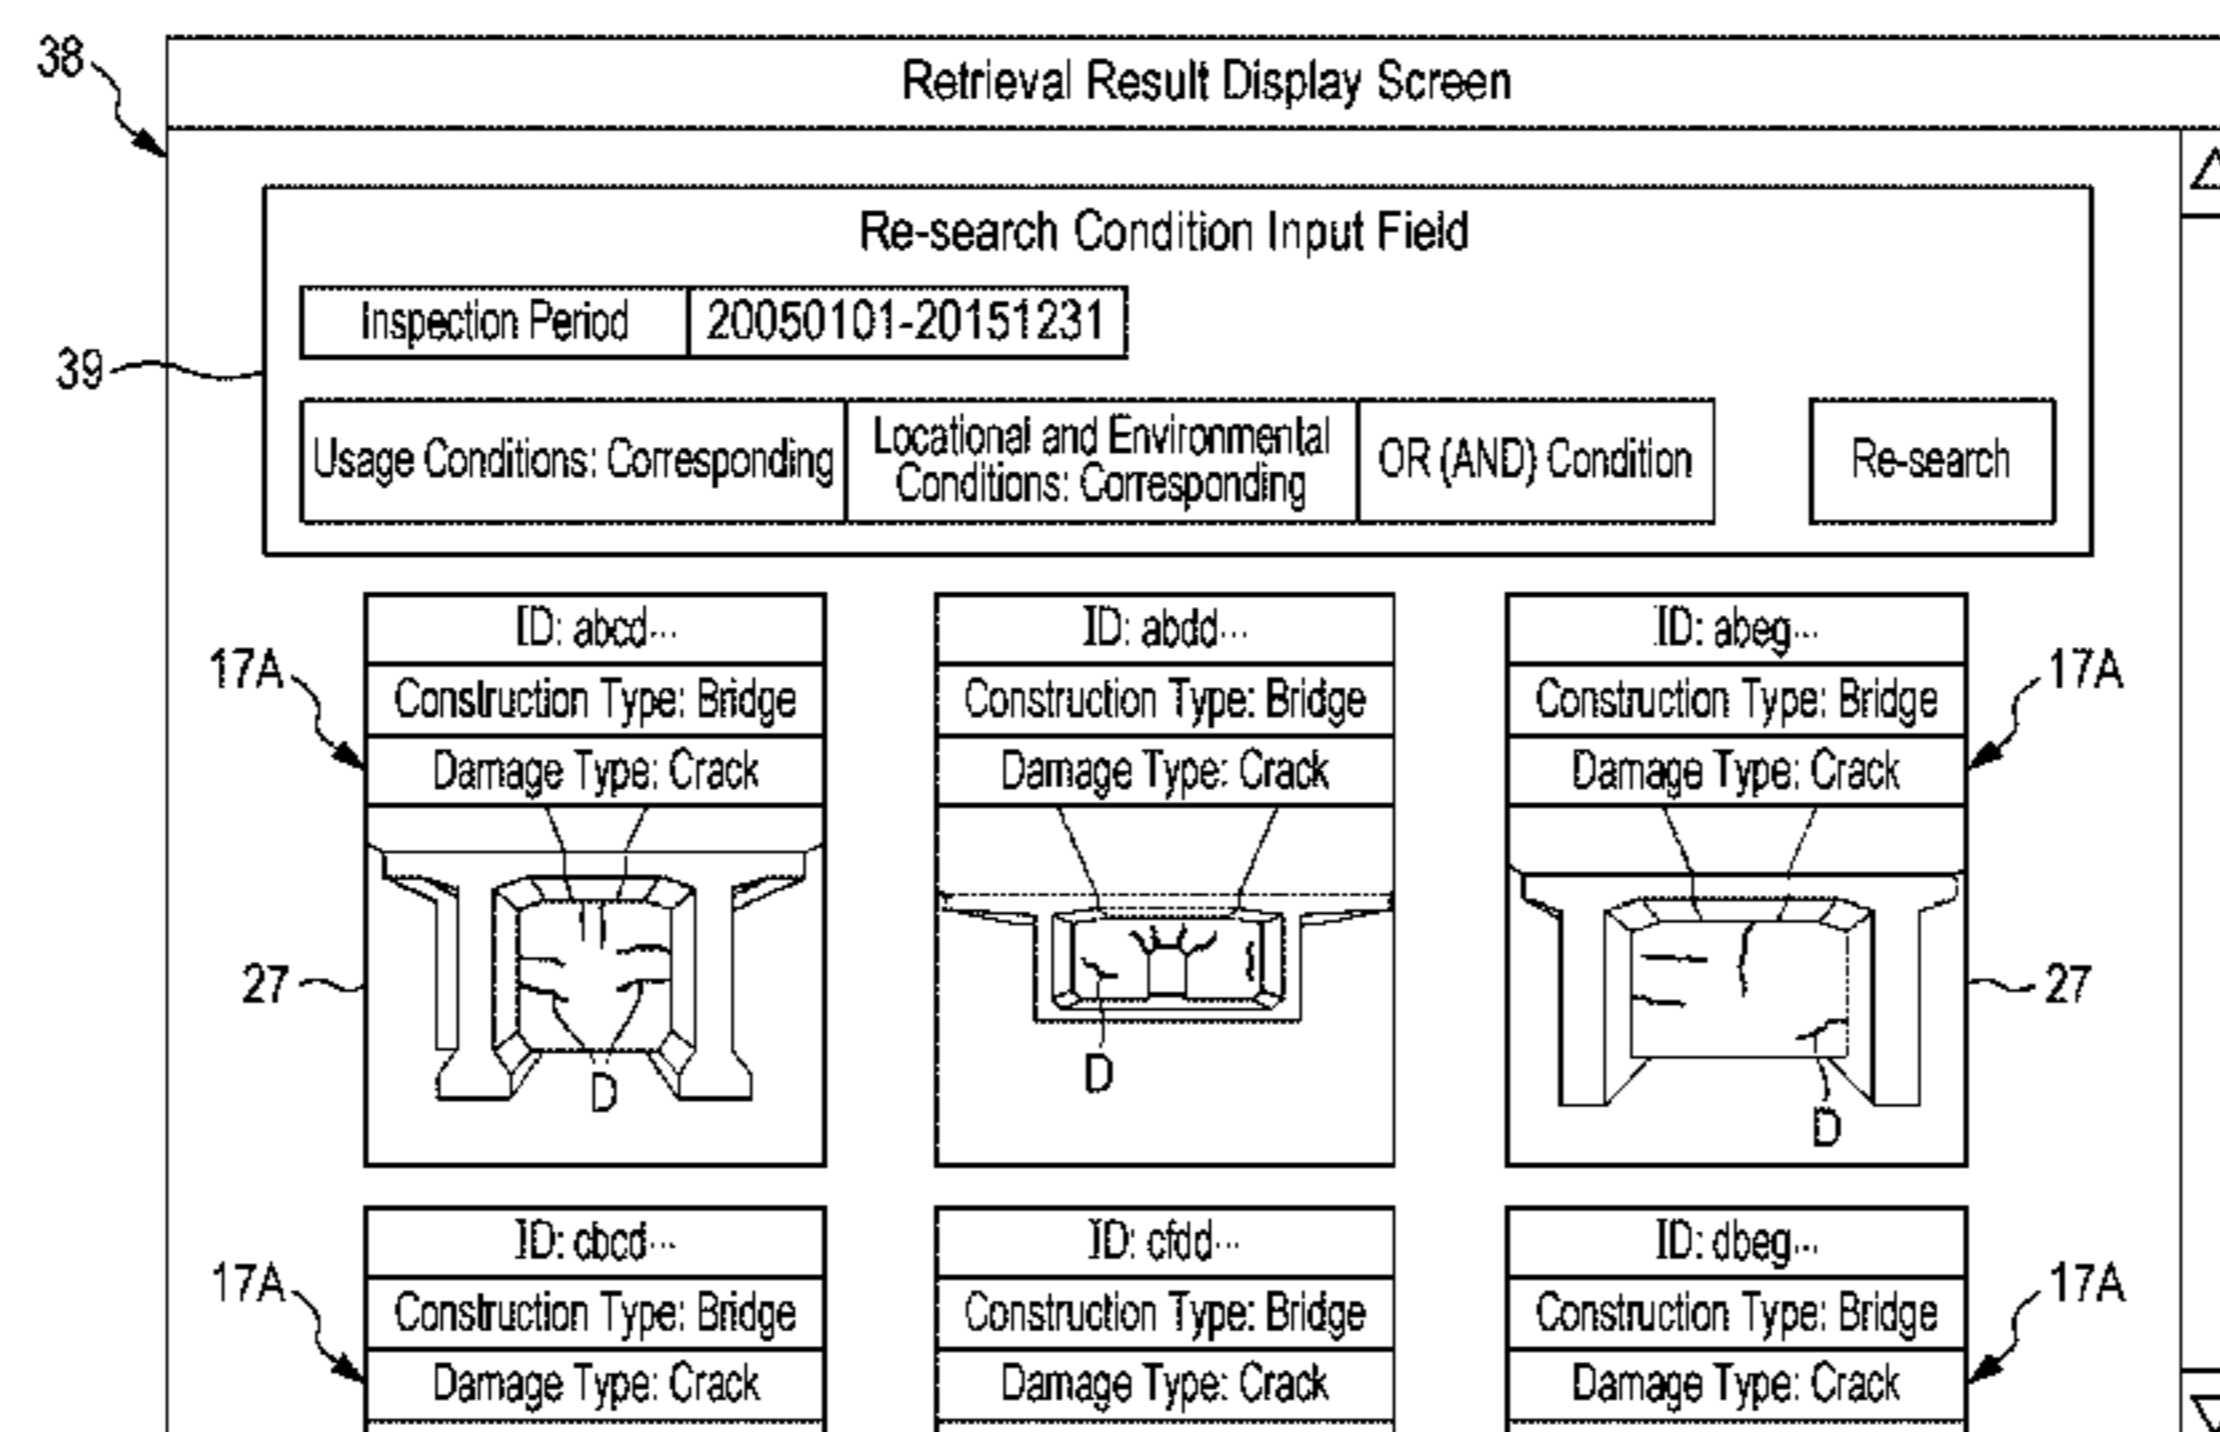 38
Retrieval Result Display Screen
Re-search Condition Input Field
Inspection Period 20050101-20151231
39
Usage Conditions: Corresponding
Locational and Environmental
Conditions: Corresponding
OR (AND) Condition
Re-search
ID: abcd...
ID: abdd...
ID: abeg...
17A
Construction Type: Bridge
Construction Type: Bridge
Construction Type: Bridge
17A
Damage Type: Crack
Damage Type: Crack
Damage Type: Crack
27
27
D
D
D
ID: cbcd...
ID: cfdd...
ID: dbeg...
17A
Construction Type: Bridge
Construction Type: Bridge
Construction Type: Bridge
17A
Damage Type: Crack
Damage Type: Crack
Damage Type: Crack